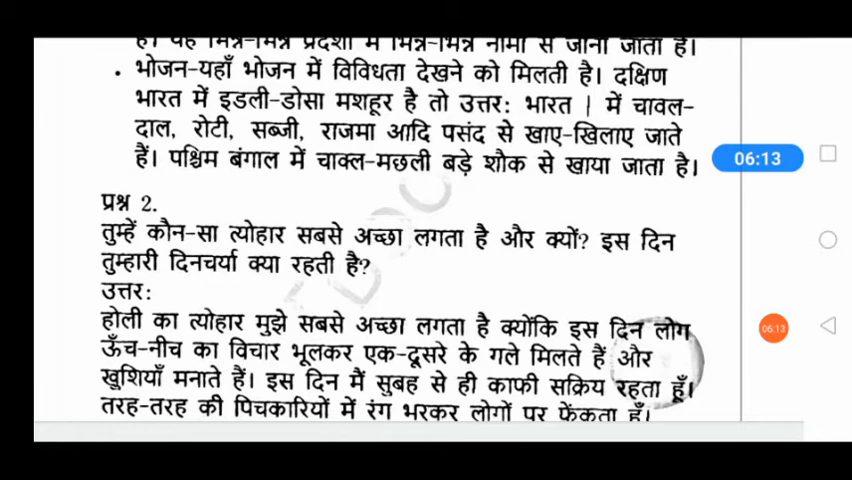 है। यह भिन्न-भिन्न प्रदेशों में भिन्न-भिन्न नामों से जाना जाता है।
• भोजन-यहाँ भोजन में विविधता देखने को मिलती है। दक्षिण
भारत में इडली-डोसा मशहूर है तो उत्तर: भारत | में चावल-
दाल, रोटी, सब्जी, राजमा आदि पसंद से खाए-खिलाए जाते
हैं। पश्चिम बंगाल में चाक्ल-मछली बड़े शौक से खाया जाता है।
06:13
प्रश्न 2.
तुम्हें कौन-सा त्योहार सबसे अच्छा लगता है और क्यों? इस दिन
तुम्हारी दिनचर्या क्या रहती है?
उत्तर:
होली का त्योहार मुझे सबसे अच्छा लगता है क्योंकि इस दिन लोग
06:13
ऊँच-नीच का विचार भूलकर एक-दूसरे के गले मिलते हैं और
खुशियाँ मनाते हैं। इस दिन मैं सुबह से ही काफी सक्रिय रहता हूँ।
तरह-तरह की पिचकारियों में रंग भरकर लोगों पर फेंकता हूँ।